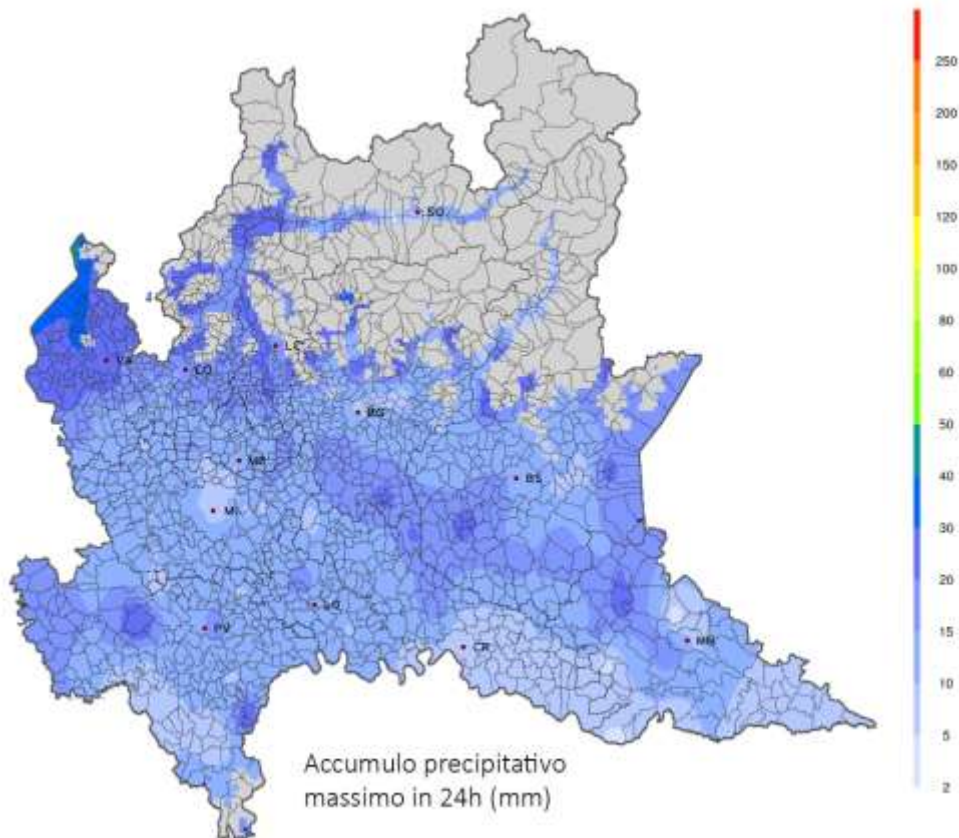 250
200
150
120
100
80
60
50
40
30
20
15
10
5
2
SO
LC
VA
CO
BG
MB
BS
MI
LO
PV
CR
MN
Accumulo precipitativo
massimo in 24h (mm)